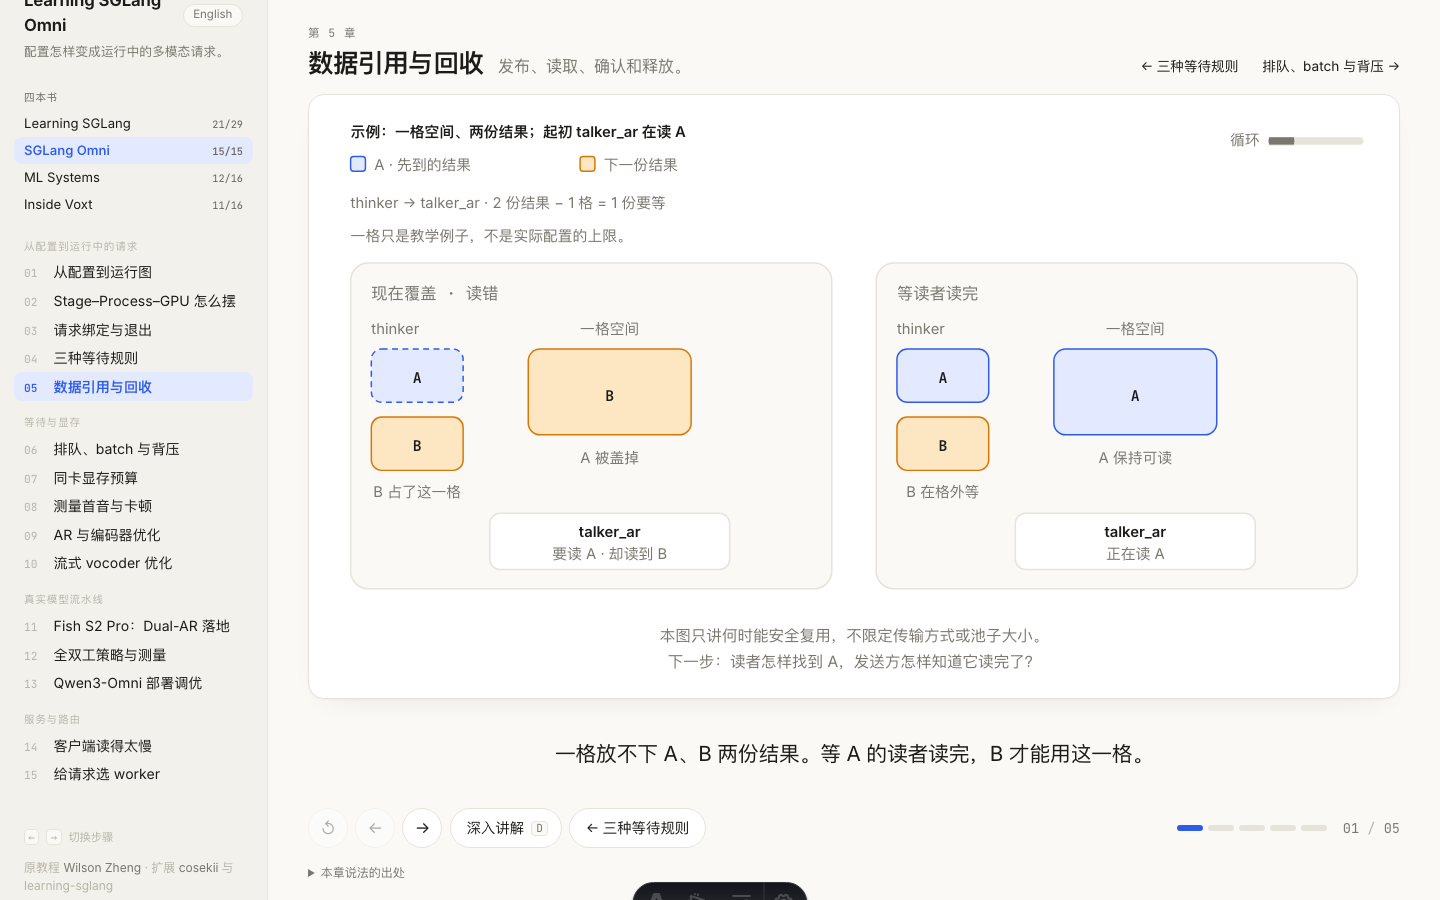 Learning SGLang
Omni
English
配置怎样变成运行中的多模态请求。
四本书
Learning SGLang 21/29
SGLang Omni 15/15
ML Systems 12/16
Inside Voxt 11/16
从配置到运行中的请求
01 从配置到运行图
02 Stage–Process–GPU 怎么摆
03 请求绑定与退出
04 三种等待规则
05 数据引用与回收
等待与显存
06 排队、batch 与背压
07 同卡显存预算
08 测量首音与卡顿
09 AR 与编码器优化
10 流式 vocoder 优化
真实模型流水线
11 Fish S2 Pro：Dual-AR 落地
12 全双工策略与测量
13 Qwen3-Omni 部署调优
服务与路由
14 客户端读得太慢
15 给请求选 worker
← → 切换步骤
原教程 Wilson Zheng · 扩展 cosekii 与
learning-sglang
第 5 章
数据引用与回收 发布、读取、确认和释放。
← 三种等待规则 排队、batch 与背压 →
示例：一格空间、两份结果；起初 talker_ar 在读 A
循环
A · 先到的结果 下一份结果
thinker → talker_ar · 2 份结果 − 1 格 = 1 份要等
一格只是教学例子，不是实际配置的上限。
现在覆盖 · 读错
thinker 一格空间
A
B
B
A 被盖掉
B 占了这一格
talker_ar
要读 A · 却读到 B
等读者读完
thinker 一格空间
A
A
B
A 保持可读
B 在格外等
talker_ar
正在读 A
本图只讲何时能安全复用，不限定传输方式或池子大小。
下一步：读者怎样找到 A，发送方怎样知道它读完了？
一格放不下 A、B 两份结果。等 A 的读者读完，B 才能用这一格。
← → 深入讲解 D ← 三种等待规则
01 / 05
▶ 本章说法的出处